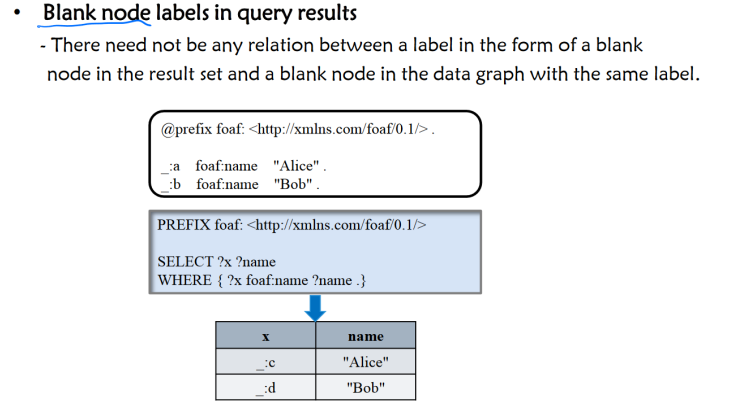 • Blank node labels in query results
- There need not be any relation between a label in the form of a blank
node in the result set and a blank node in the data graph with the same label.
@prefix foaf: <http://xmlns.com/foaf/0.1/> .
_:a foaf:name "Alice" .
_:b foaf:name "Bob" .
PREFIX foaf: <http://xmlns.com/foaf/0.1/>
SELECT ?x ?name
WHERE { ?x foaf:name ?name .}
x name
_:c "Alice"
_:d "Bob"